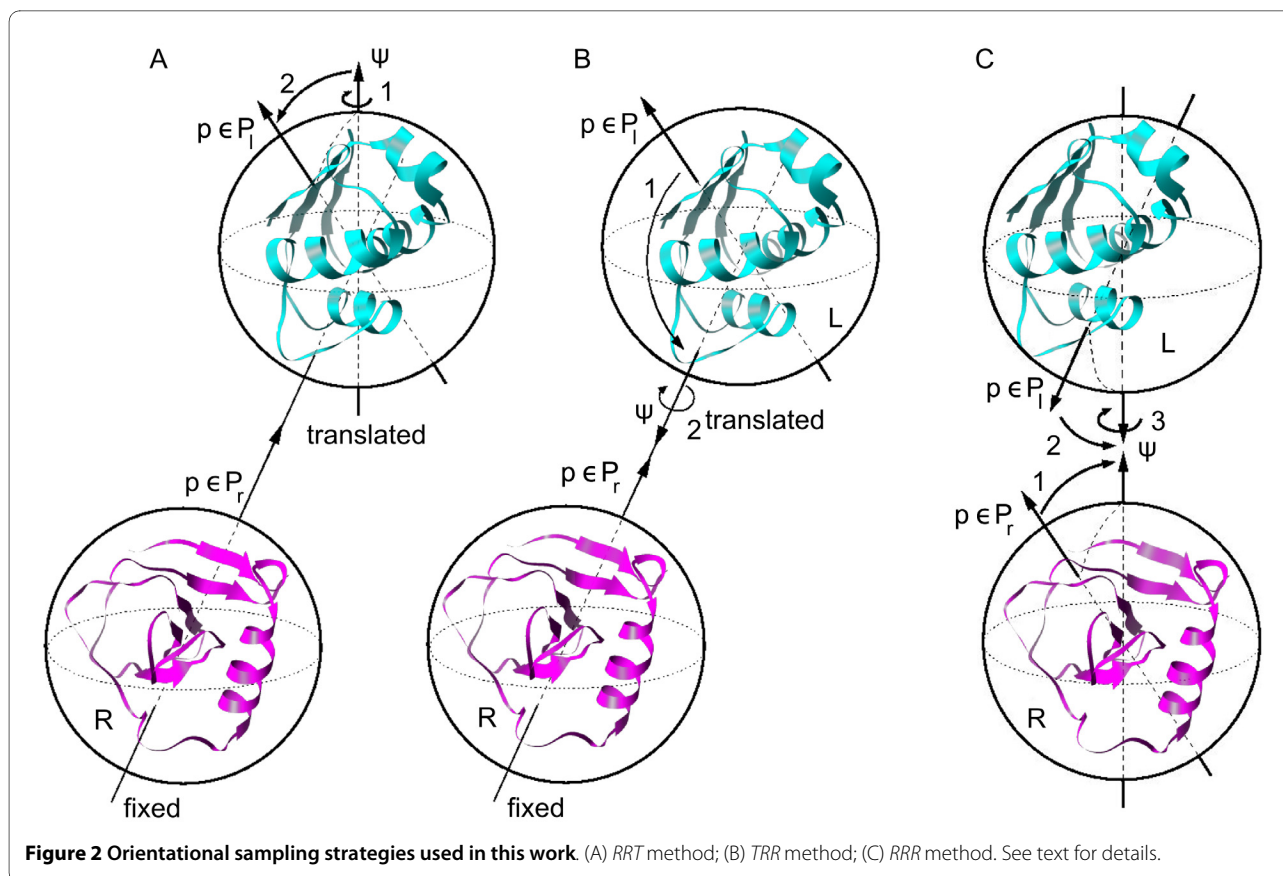 A
B
C
ψ
2
1
p ϵ P_l
translated
p ϵ P_r
R
fixed
p ϵ P_l
1
L
ψ
2
translated
p ϵ P_r
R
fixed
L
p ϵ P_l
3
2
ψ
1
p ϵ P_r
R
Figure 2 Orientational sampling strategies used in this work. (A) RRT method; (B) TRR method; (C) RRR method. See text for details.